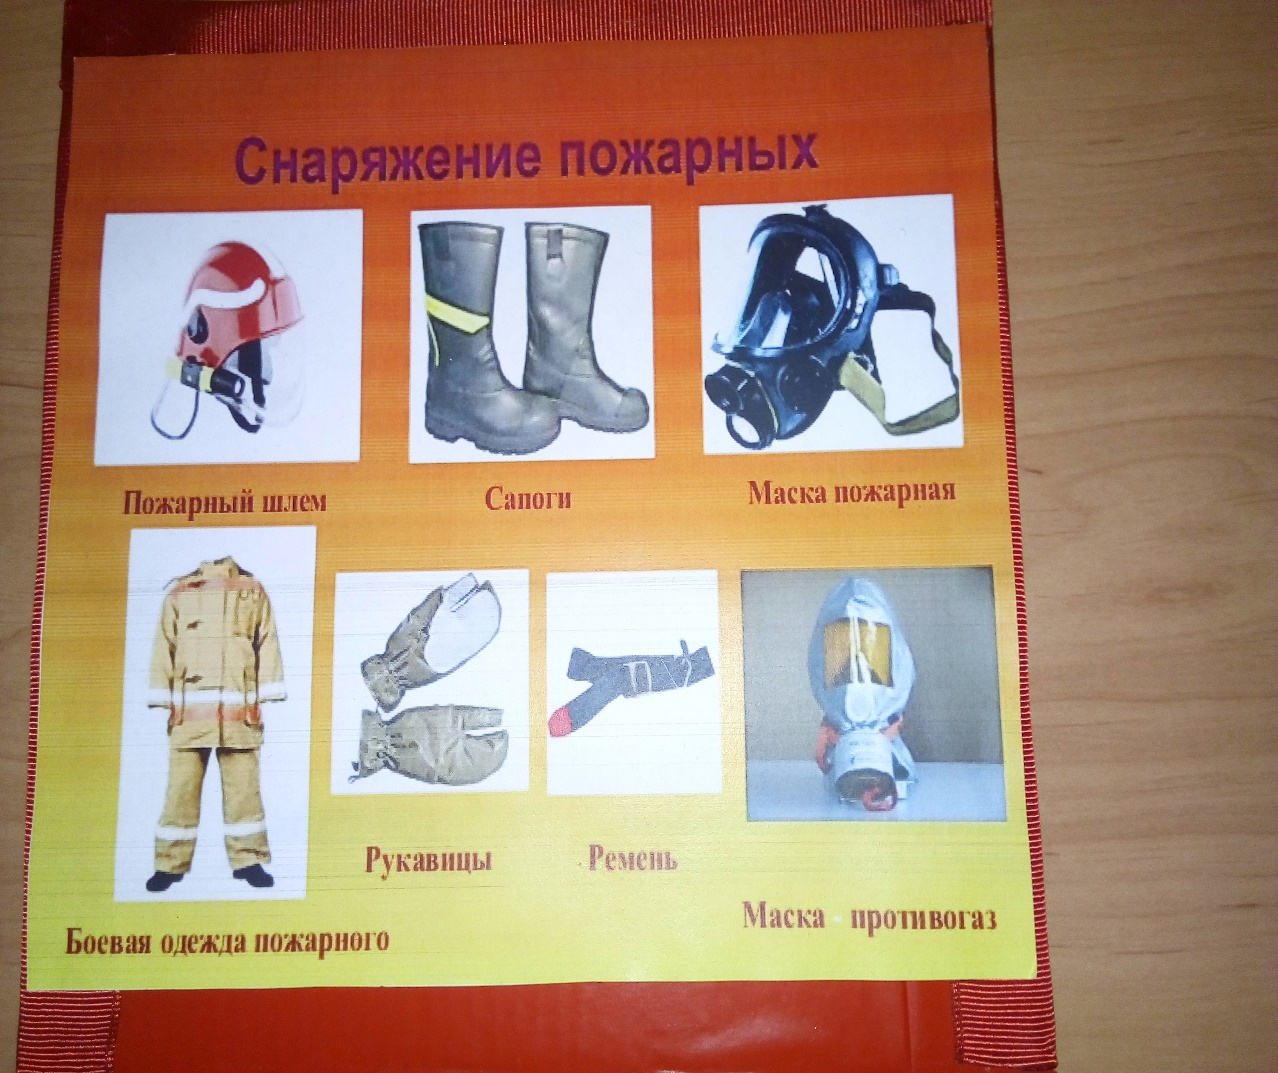 Снаряжение пожарных
Пожарный шлем
Сапоги
Маска пожарная
Рукавицы
Ремень
Маска - противогаз
Боевая одежда пожарного